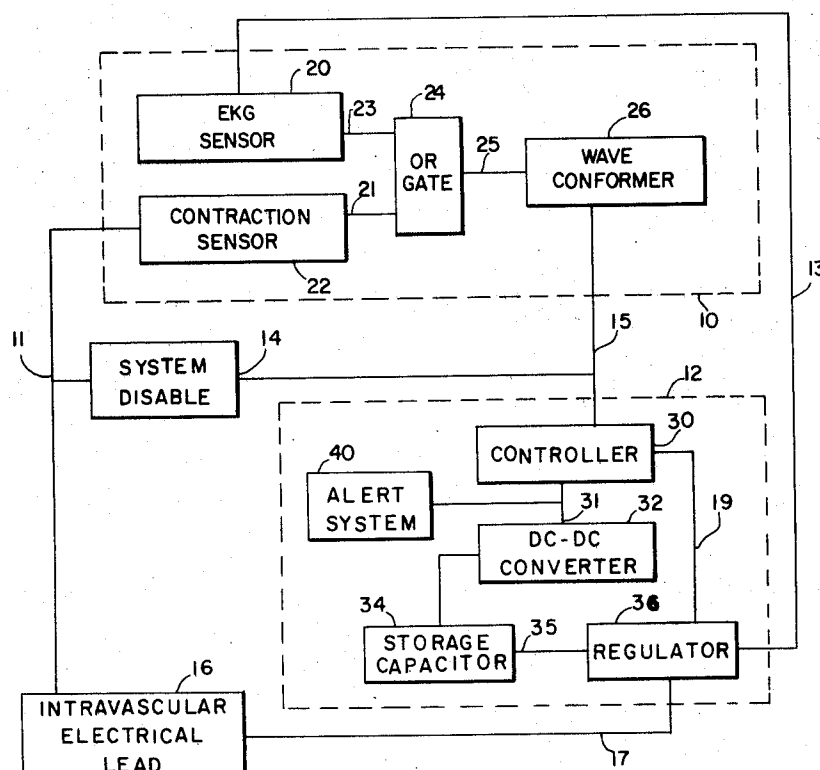 20
EKG
SENSOR
23
24
OR
GATE
25
26
WAVE
CONFORMER
21
CONTRACTION
SENSOR
22
10
13
11
14
SYSTEM
DISABLE
15
12
30
CONTROLLER
40
ALERT
SYSTEM
31
32
19
DC-DC
CONVERTER
34
STORAGE
CAPACITOR
35
36
REGULATOR
16
INTRAVASCULAR
ELECTRICAL
LEAD
17